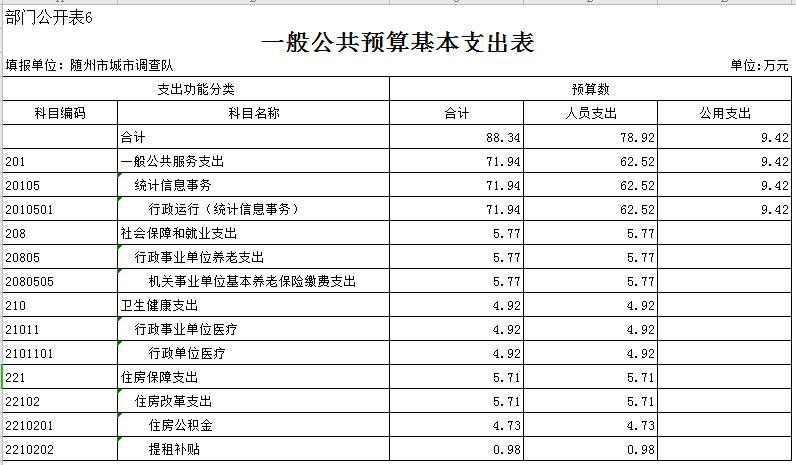 部门公开表6
一般公共预算基本支出表
填报单位：随州市城市调查队 单位:万元
支出功能分类 预算数
科目编码 科目名称 合计 人员支出 公用支出
合计 88.34 78.92 9.42
201 一般公共服务支出 71.94 62.52 9.42
20105 统计信息事务 71.94 62.52 9.42
2010501 行政运行（统计信息事务） 71.94 62.52 9.42
208 社会保障和就业支出 5.77 5.77
20805 行政事业单位养老支出 5.77 5.77
2080505 机关事业单位基本养老保险缴费支出 5.77 5.77
210 卫生健康支出 4.92 4.92
21011 行政事业单位医疗 4.92 4.92
2101101 行政单位医疗 4.92 4.92
221 住房保障支出 5.71 5.71
22102 住房改革支出 5.71 5.71
2210201 住房公积金 4.73 4.73
2210202 提租补贴 0.98 0.98